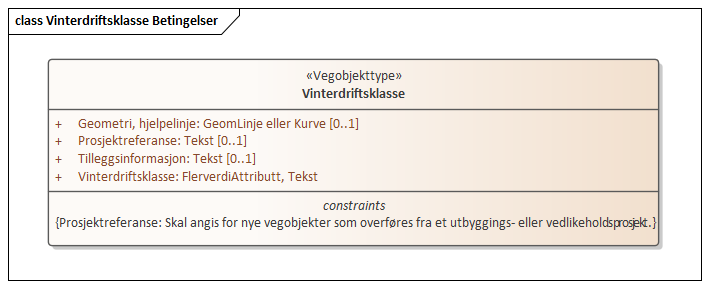 class Vinterdriftsklasse Betingelser
«Vegobjekttype»
Vinterdriftsklasse
+ Geometri, hjelpelinje: GeomLinje eller Kurve [0..1]
+ Prosjektreferanse: Tekst [0..1]
+ Tilleggsinformasjon: Tekst [0..1]
+ Vinterdriftsklasse: FlerverdiAttributt, Tekst
constraints
{Prosjektreferanse: Skal angis for nye vegobjekter som overføres fra et utbyggings- eller vedlikeholdsprosjekt.}